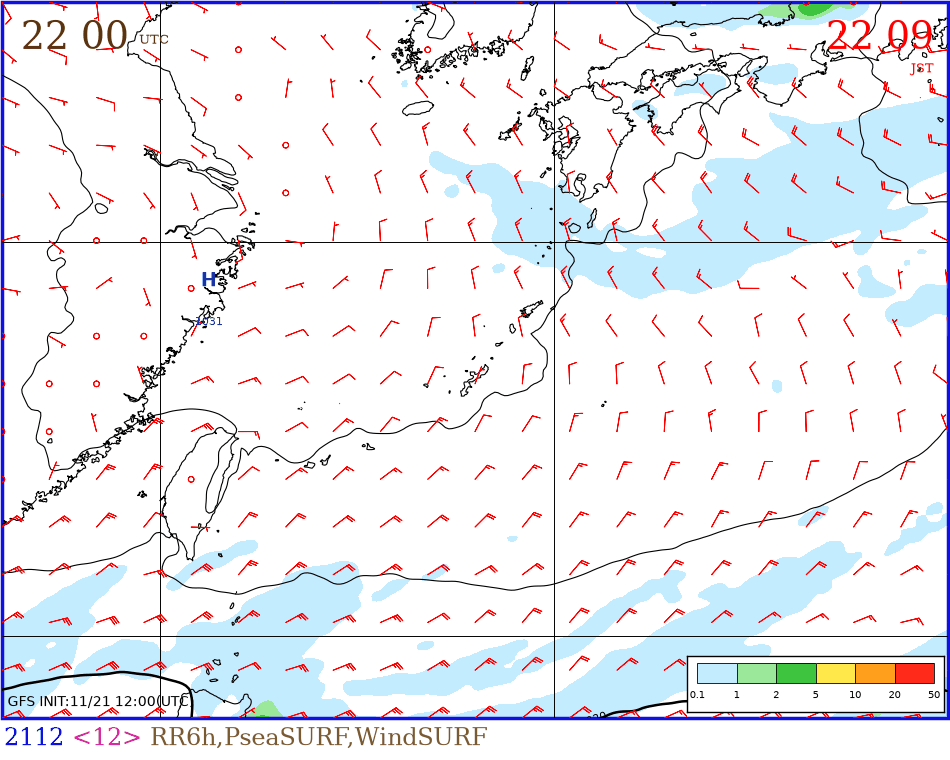 22 00 UTC 22 09
JST
H
1031
0.1 1 2 5 10 20 50
GFS INIT:11/21 12:00(UTC
2112 <12> RR6h,PseaSURF,WindSURF